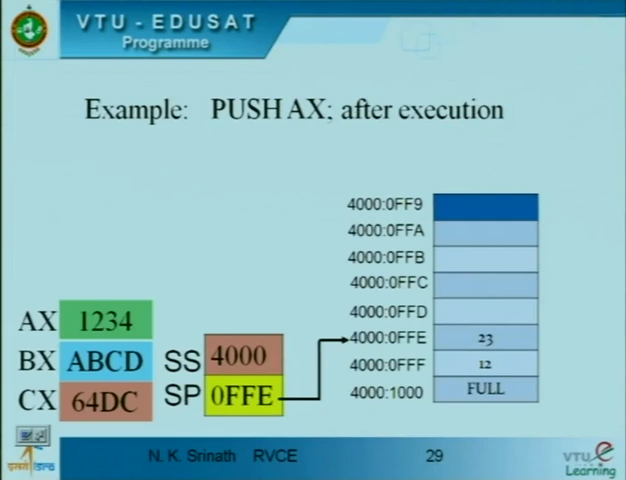 VTU - EDUSAT
Programme
Example: PUSH AX; after execution
4000:0FF9
4000:0FFA
4000:0FFB
4000:0FFC
4000:0FFD
4000:0FFE 23
4000:0FFF 12
4000:1000 FULL
AX 1234
BX ABCD
CX 64DC
SS 4000
SP 0FFE
N. K. Srinath RVCE
29
VTU e
Learning